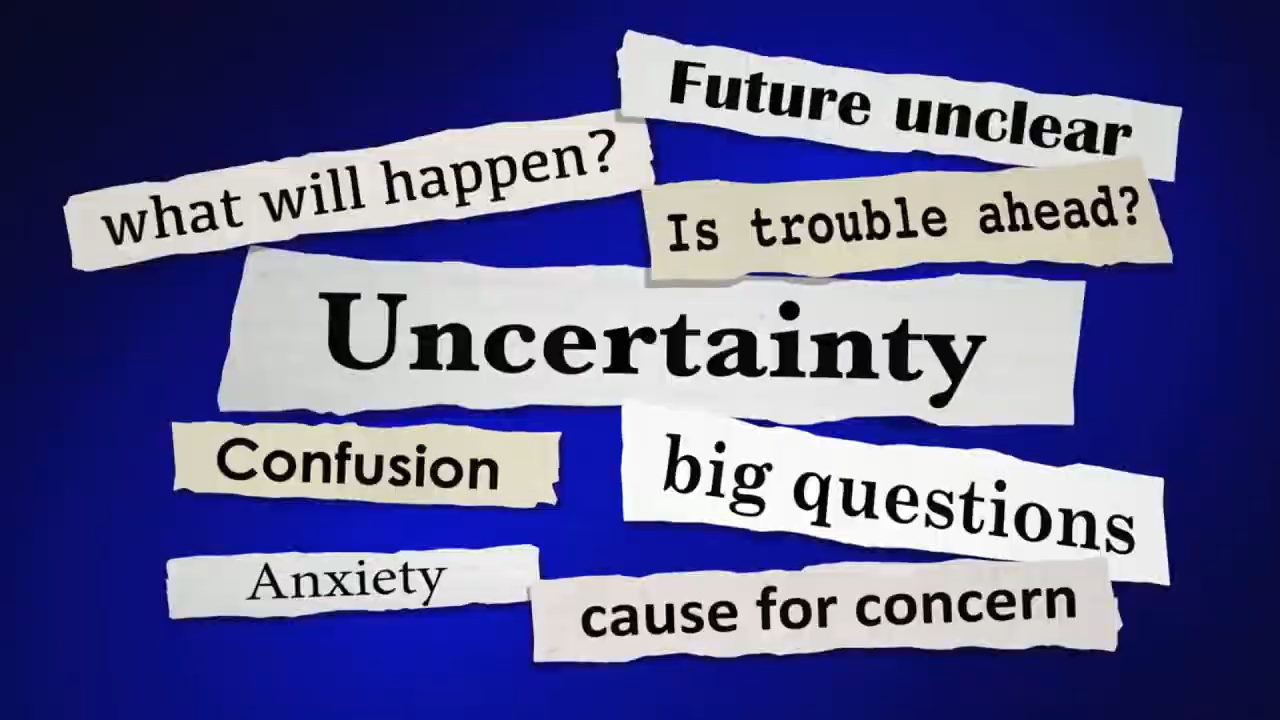 Future unclear
what will happen?
Is trouble ahead?
Uncertainty
Confusion
big questions
Anxiety
cause for concern